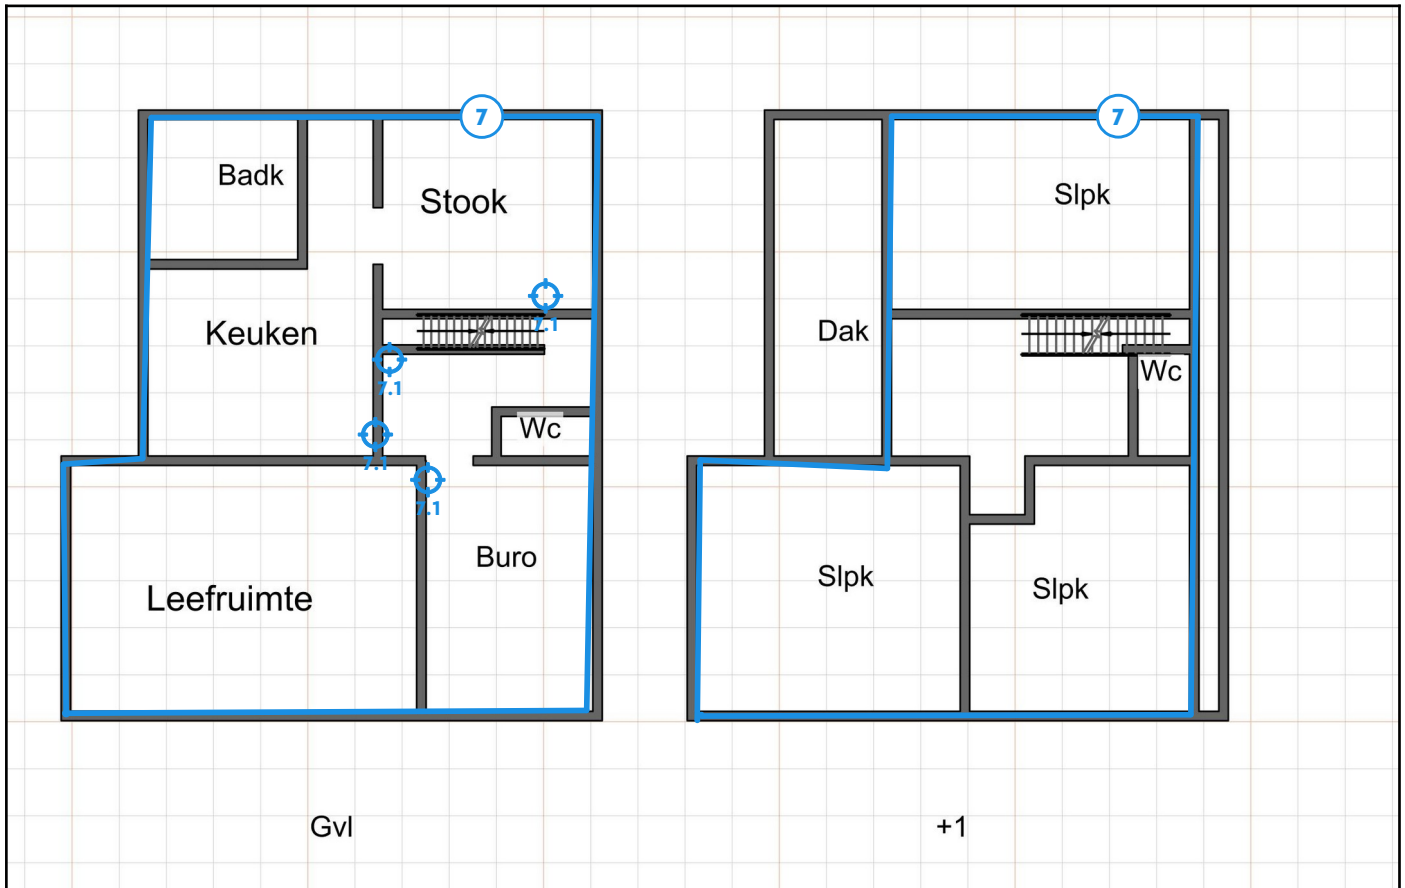 7
7
Badk
Slpk
Stook
7.1
Keuken
Dak
7.1
Wc
Wc
7.1
7.1
Buro
Slpk
Slpk
Leefruimte
Gvl
+1